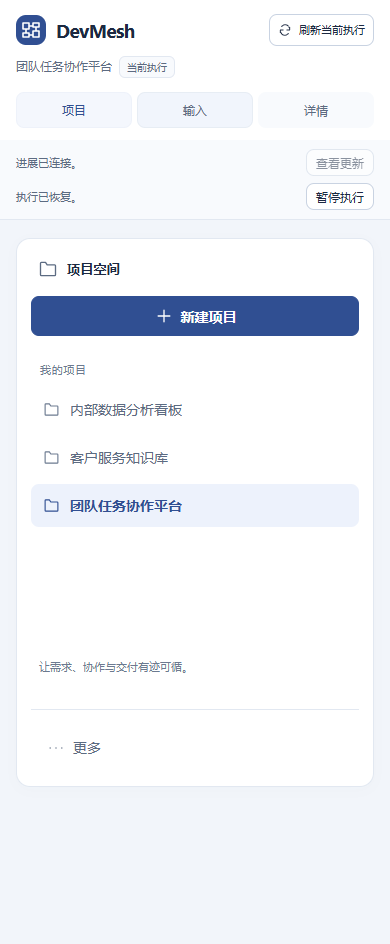 DevMesh
刷新当前执行
团队任务协作平台 当前执行
项目 输入 详情
进展已连接。 查看更新
执行已恢复。 暂停执行
项目空间
新建项目
我的项目
内部数据分析看板
客户服务知识库
团队任务协作平台
让需求、协作与交付有迹可循。
··· 更多